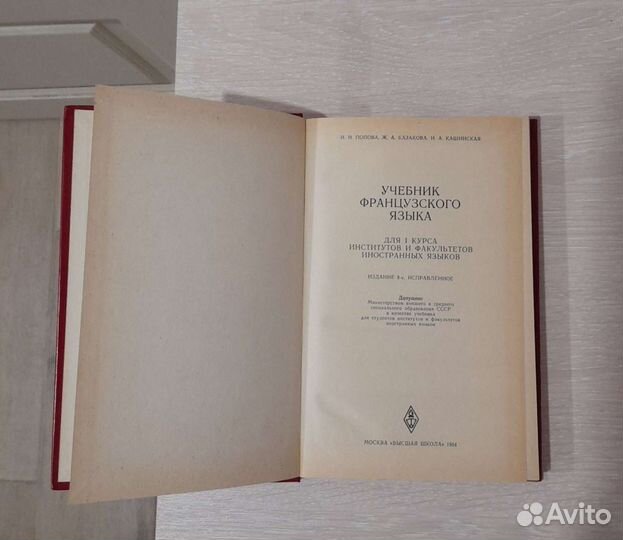 И. Н. ПОПОВА, Ж. А. КАЗАКОВА, Н. А. КАШИНСКАЯ
УЧЕБНИК
ФРАНЦУЗСКОГО
ЯЗЫКА
ДЛЯ I КУРСА
ИНСТИТУТОВ И ФАКУЛЬТЕТОВ
ИНОСТРАННЫХ ЯЗЫКОВ
ИЗДАНИЕ 8-е, ИСПРАВЛЕННОЕ
Допущено
Министерством высшего и среднего
специального образования СССР
в качестве учебника
для студентов институтов и факультетов
иностранных языков
МОСКВА «ВЫСШАЯ ШКОЛА» 1984
Avito